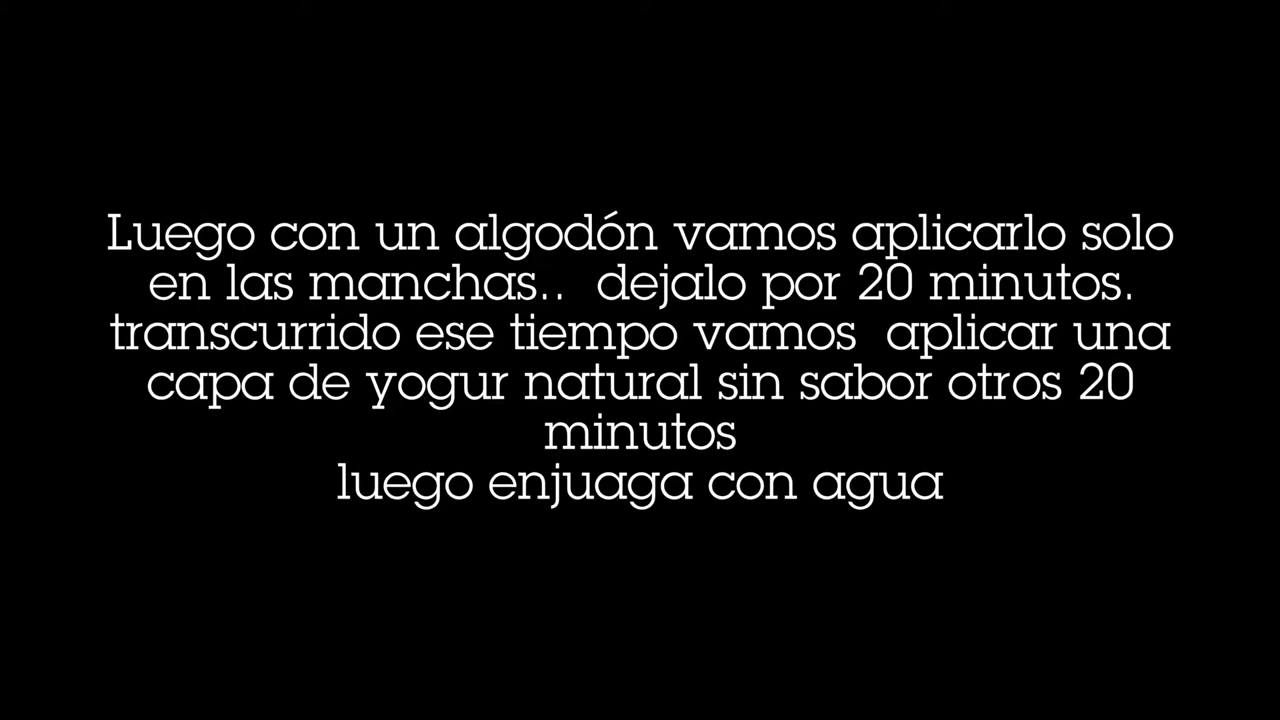 Luego con un algodón vamos aplicarlo solo
en las manchas..  dejalo por 20 minutos.
transcurrido ese tiempo vamos  aplicar una
capa de yogur natural sin sabor otros 20
minutos
luego enjuaga con agua